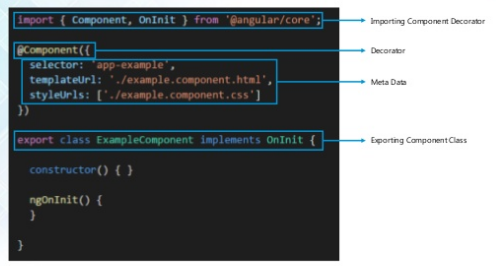 import { Component, OnInit } from '@angular/core';
Importing Component Decorator
@Component({
Decorator
selector: 'app-example',
templateUrl: './example.component.html',
Meta Data
styleUrls: ['./example.component.css']
})
export class ExampleComponent implements OnInit {
Exporting Component Class
constructor() { }
ngOnInit() {
}
}